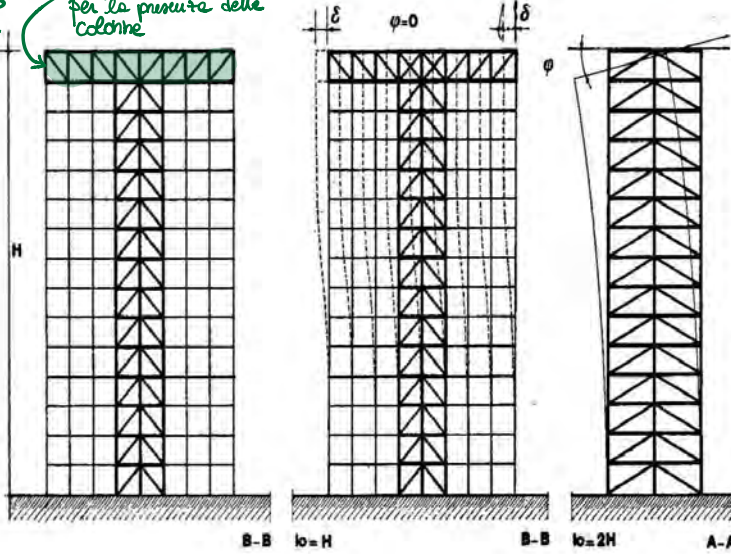 per la presenza delle
colonne
δ φ=0 δ
φ
H
B-B lo=H B-B lo=2H A-A